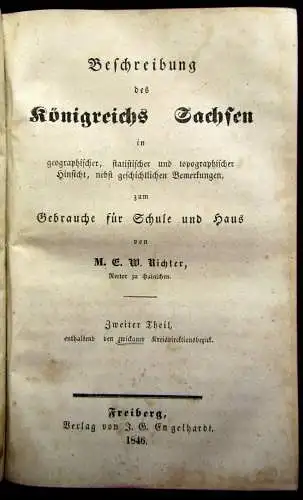 Beschreibung
des
Königreichs Sachsen
in
geographischer, statistischer und topographischer
Hinsicht, nebst geschichtlichen Bemerkungen,
zum
Gebrauche für Schule und Haus
von
M. E. W. Richter,
Rector zu Hainichen.
Zweiter Theil,
enthaltend den zwickauer Kreisdirektionsbezirk.
Freiberg,
Verlag von J. G. Engelhardt.
1846.